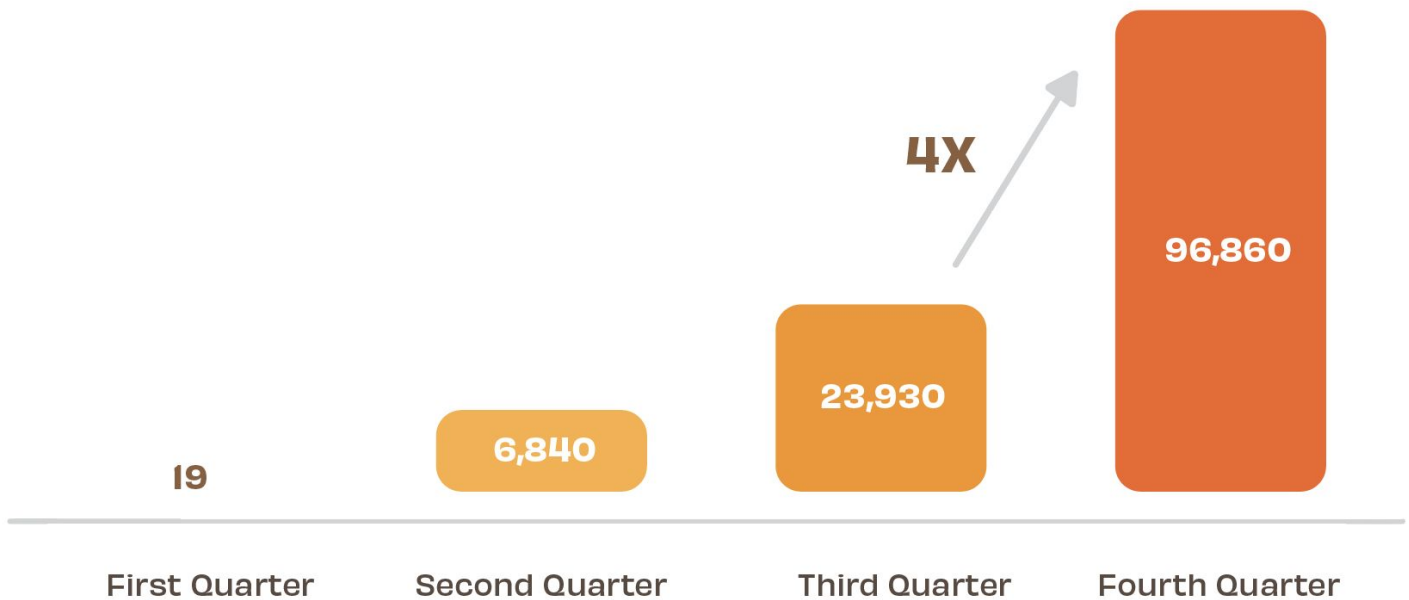 4X
96,860
23,930
6,840
19
First Quarter
Second Quarter
Third Quarter
Fourth Quarter